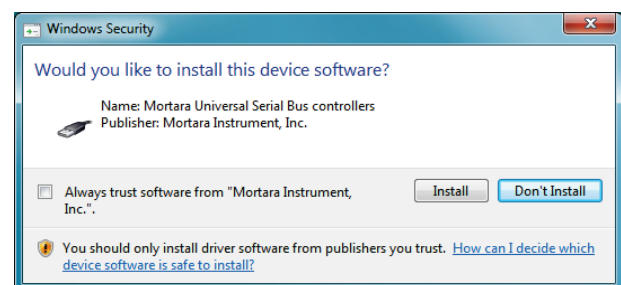 Windows Security
Would you like to install this device software?
Name: Mortara Universal Serial Bus controllers
Publisher: Mortara Instrument, Inc.
Always trust software from "Mortara Instrument,
Inc.".
Install
Don't Install
You should only install driver software from publishers you trust. How can I decide which
device software is safe to install?